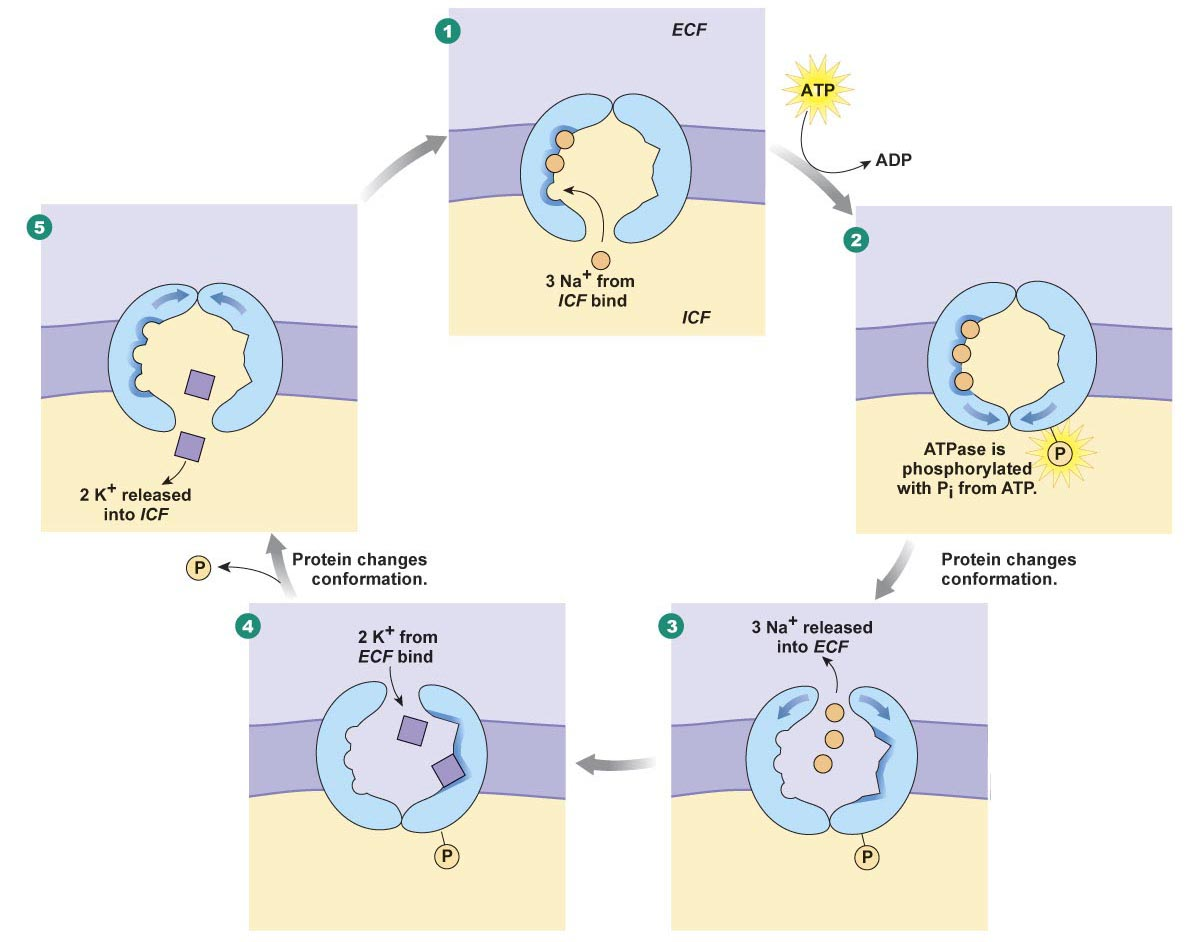 1
ECF
ATP
ADP
3 Na+ from
ICF bind
ICF
2
ATPase is
phosphorylated
with Pi from ATP.
P
Protein changes
conformation.
3
3 Na+ released
into ECF
P
4
2 K+ from
ECF bind
P
Protein changes
conformation.
P
5
2 K+ released
into ICF